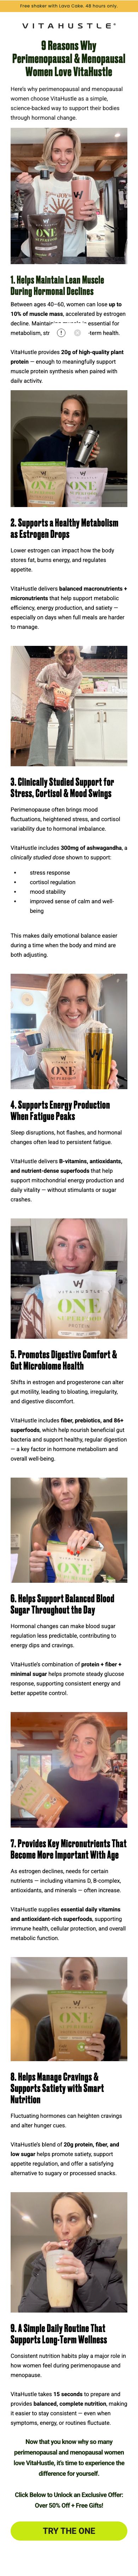 Free shaker with Lava Cake. 48 hours only.
VITAHUSTLE
9 Reasons Why
Perimenopausal & Menopausal
Women Love VitaHustle
Here's why perimenopausal and menopausal
women choose VitaHustle as a simple,
science-backed way to support their bodies
through hormonal change.
1. Helps Maintain Lean Muscle
During Hormonal Declines
Between ages 40–60, women can lose up to
10% of muscle mass, accelerated by estrogen
decline. Maintaining muscle is essential for
metabolism, str
-term health.
VitaHustle provides 20g of high-quality plant
protein — enough to meaningfully support
muscle protein synthesis when paired with
daily activity.
2. Supports a Healthy Metabolism
as Estrogen Drops
Lower estrogen can impact how the body
stores fat, burns energy, and regulates
appetite.
VitaHustle delivers balanced macronutrients +
micronutrients that help support metabolic
efficiency, energy production, and satiety —
especially on days when full meals are harder
to manage.
3. Clinically Studied Support for
Stress, Cortisol & Mood Swings
Perimenopause often brings mood
fluctuations, heightened stress, and cortisol
variability due to hormonal imbalance.
VitaHustle includes 300mg of ashwagandha, a
clinically studied dose shown to support:
• stress response
• cortisol regulation
• mood stability
• improved sense of calm and well-
being
This makes daily emotional balance easier
during a time when the body and mind are
both adjusting.
4. Supports Energy Production
When Fatigue Peaks
Sleep disruptions, hot flashes, and hormonal
changes often lead to persistent fatigue.
VitaHustle delivers B-vitamins, antioxidants,
and nutrient-dense superfoods that help
support mitochondrial energy production and
daily vitality — without stimulants or sugar
crashes.
VITAHUSTLE
ONE
SUPERFOOD
PROTEIN
5. Promotes Digestive Comfort &
Gut Microbiome Health
Shifts in estrogen and progesterone can alter
gut motility, leading to bloating, irregularity,
and digestive discomfort.
VitaHustle includes fiber, prebiotics, and 86+
superfoods, which help nourish beneficial gut
bacteria and support healthy, regular digestion
— a key factor in hormone metabolism and
overall well-being.
6. Helps Support Balanced Blood
Sugar Throughout the Day
Hormonal changes can make blood sugar
regulation less predictable, contributing to
energy dips and cravings.
VitaHustle's combination of protein + fiber +
minimal sugar helps promote steady glucose
response, supporting consistent energy and
better appetite control.
7. Provides Key Micronutrients That
Become More Important With Age
As estrogen declines, needs for certain
nutrients — including vitamins D, B-complex,
antioxidants, and minerals — often increase.
VitaHustle supplies essential daily vitamins
and antioxidant-rich superfoods, supporting
immune health, cellular protection, and overall
metabolic function.
ONE
8. Helps Manage Cravings &
Supports Satiety with Smart
Nutrition
Fluctuating hormones can heighten cravings
and alter hunger cues.
VitaHustle's blend of 20g protein, fiber, and
low sugar helps promote satiety, support
appetite regulation, and offer a satisfying
alternative to sugary or processed snacks.
9. A Simple Daily Routine That
Supports Long-Term Wellness
Consistent nutrition habits play a major role in
how women feel during perimenopause and
menopause.
VitaHustle takes 15 seconds to prepare and
provides balanced, complete nutrition, making
it easier to stay consistent — even when
symptoms, energy, or routines fluctuate.
Now that you know why so many
perimenopausal and menopausal women
love VitaHustle, it's time to experience the
difference for yourself.
Click Below to Unlock an Exclusive Offer:
Over 50% Off + Free Gifts!
TRY THE ONE